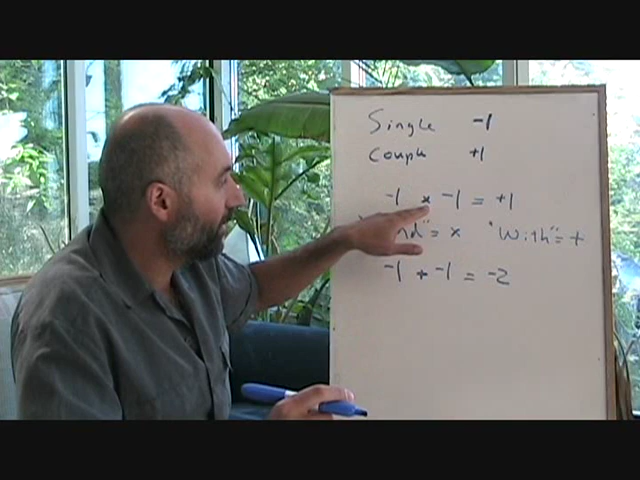 Single -1
Couple +1
-1 x -1 = +1
nd" = x "With" = +
-1 + -1 = -2